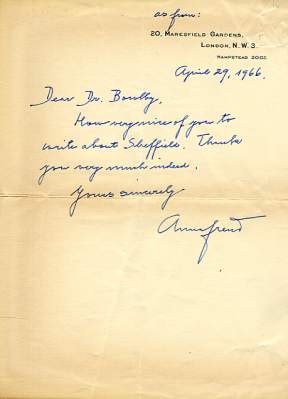 as from:
20, MARESFIELD GARDENS,
LONDON, N.W.3.
HAMPSTEAD 2002.
April 29, 1966.
Dear Dr. Bowlby,
How very nice of you to
write about Sheffield. Thank
you very much indeed.
Yours sincerely
Anna Freud